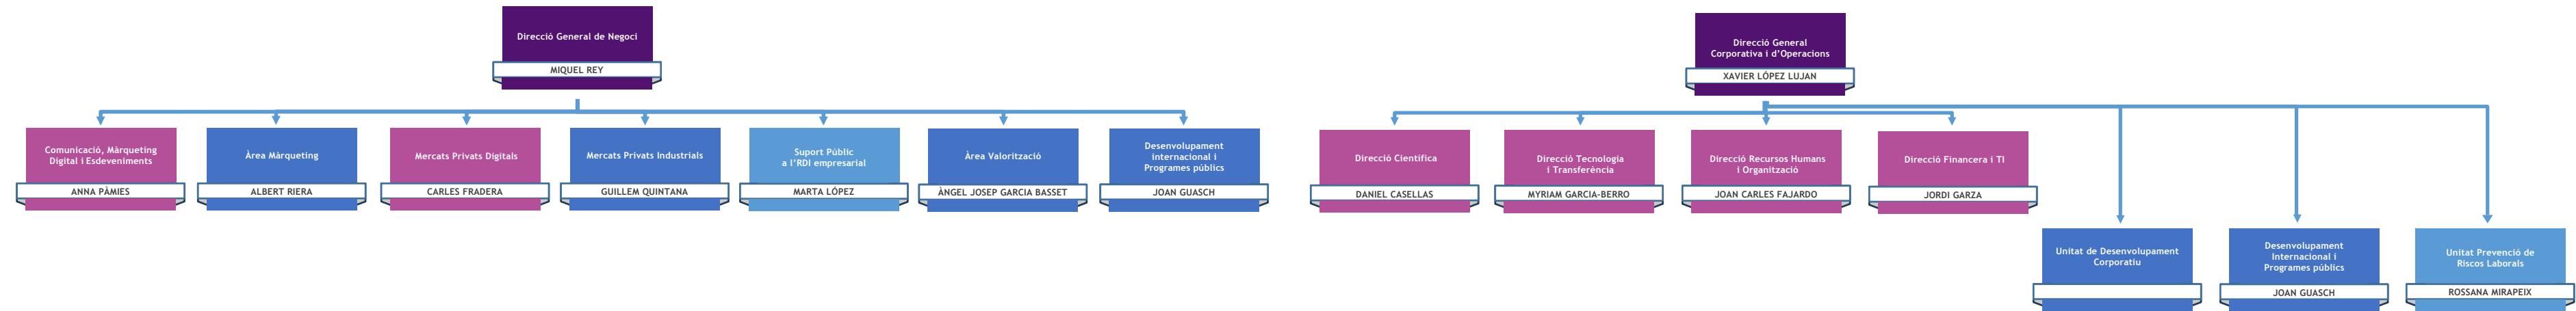 Direcció General de Negoci
MIQUEL REY
Comunicació, Màrqueting
Digital i Esdeveniments
ANNA PÀMIES
Àrea Màrqueting
ALBERT RIERA
Mercats Privats Digitals
CARLES FRADERA
Mercats Privats Industrials
GUILLEM QUINTANA
Suport Públic
a l'RDI empresarial
MARTA LÓPEZ
Àrea Valorització
ÀNGEL JOSEP GARCIA BASSET
Desenvolupament
internacional i
Programes públics
JOAN GUASCH
Direcció General
Corporativa i d'Operacions
XAVIER LÓPEZ LUJAN
Direcció Científica
DANIEL CASELLAS
Direcció Tecnologia
i Transferència
MYRIAM GARCIA-BERRO
Direcció Recursos Humans
i Organització
JOAN CARLES FAJARDO
Direcció Financera i TI
JORDI GARZA
Unitat de Desenvolupament
Corporatiu
Desenvolupament
Internacional i
Programes públics
JOAN GUASCH
Unitat Prevenció de
Riscos Laborals
ROSSANA MIRAPEIX